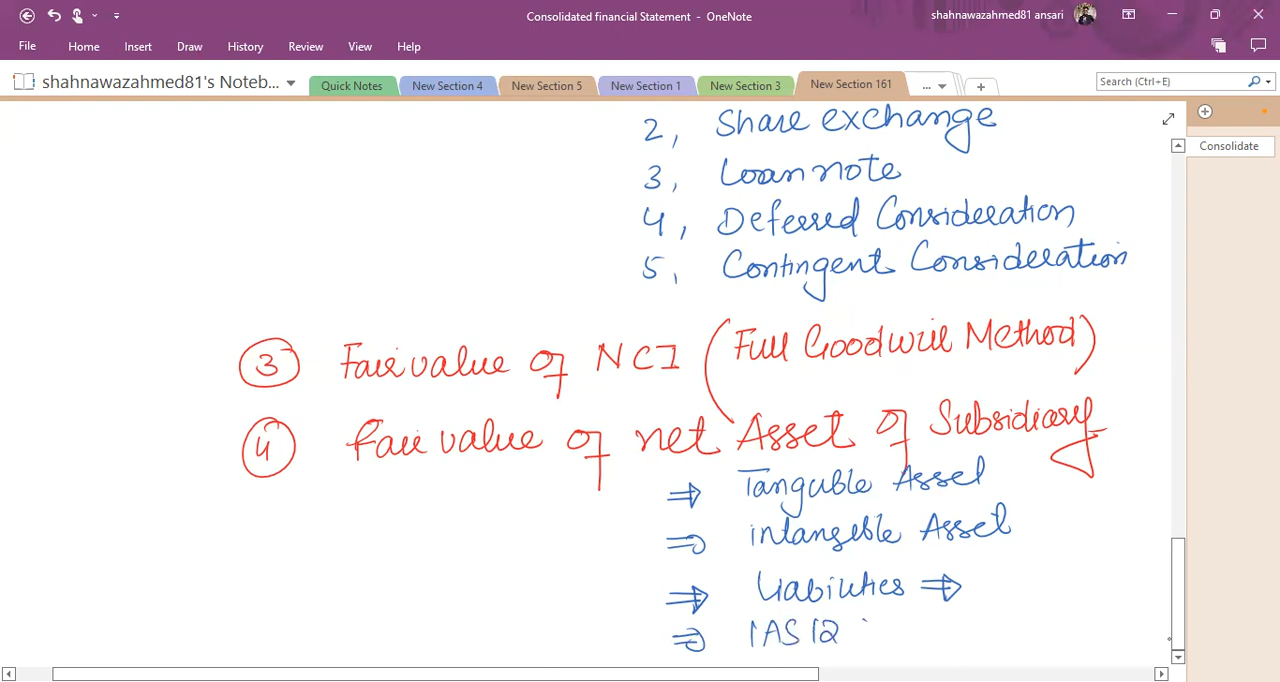 Consolidated financial Statement - OneNote
shahnawazahmed81 ansari
File Home Insert Draw History Review View Help
shahnawazahmed81's Noteb...
Quick Notes
New Section 4
New Section 5
New Section 1
New Section 3
New Section 161
...
Search (Ctrl+E)
Consolidate
2, Share exchange
3, Loan note
4, Deferred Consideration
5, Contingent Consideration
3 Fair value of NCI (Full Goodwill Method)
4 Fair value of net Asset of Subsidiary
⇒ Tangible Asset
⇒ intangible Asset
⇒ Liabilities ⇒
⇒ IAS 12